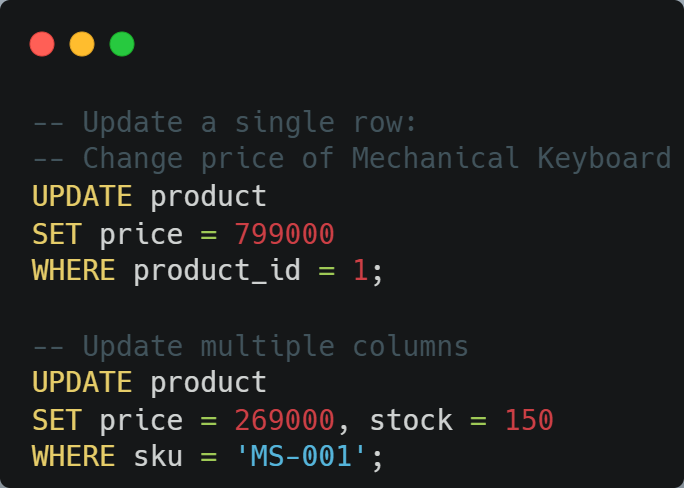 -- Update a single row:
-- Change price of Mechanical Keyboard
UPDATE product
SET price = 799000
WHERE product_id = 1;
-- Update multiple columns
UPDATE product
SET price = 269000, stock = 150
WHERE sku = 'MS-001';